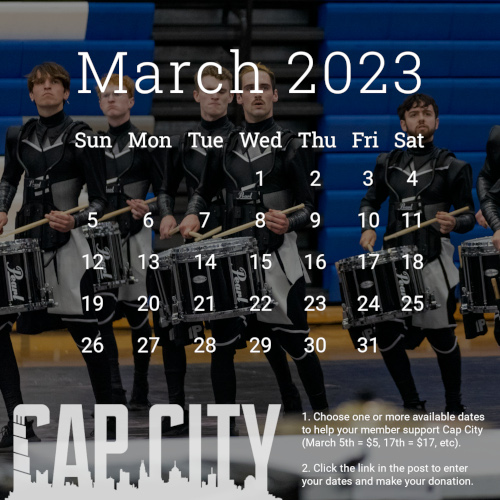 March 2023
Sun Mon Tue Wed Thu Fri Sat
1 2 3 4
5 6 7 8 9 10 11
12 13 14 15 16 17 18
19 20 21 22 23 24 25
26 27 28 29 30 31
Pearl
Pearl
Pearl
CAP CITY
1. Choose one or more available dates
to help your member support Cap City
(March 5th = $5, 17th = $17, etc).
2. Click the link in the post to enter
your dates and make your donation.